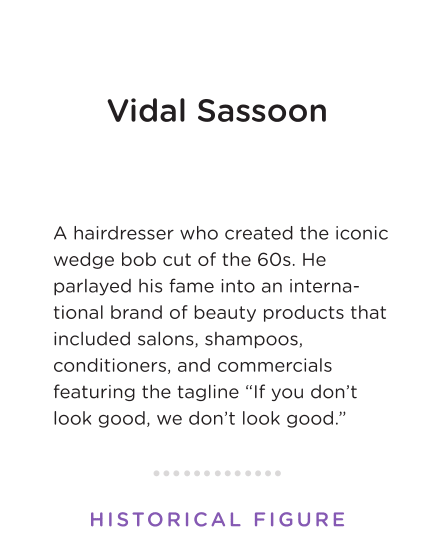 Vidal Sassoon
A hairdresser who created the iconic
wedge bob cut of the 60s. He
parlayed his fame into an interna-
tional brand of beauty products that
included salons, shampoos,
conditioners, and commercials
featuring the tagline “If you don’t
look good, we don’t look good.”
HISTORICAL FIGURE